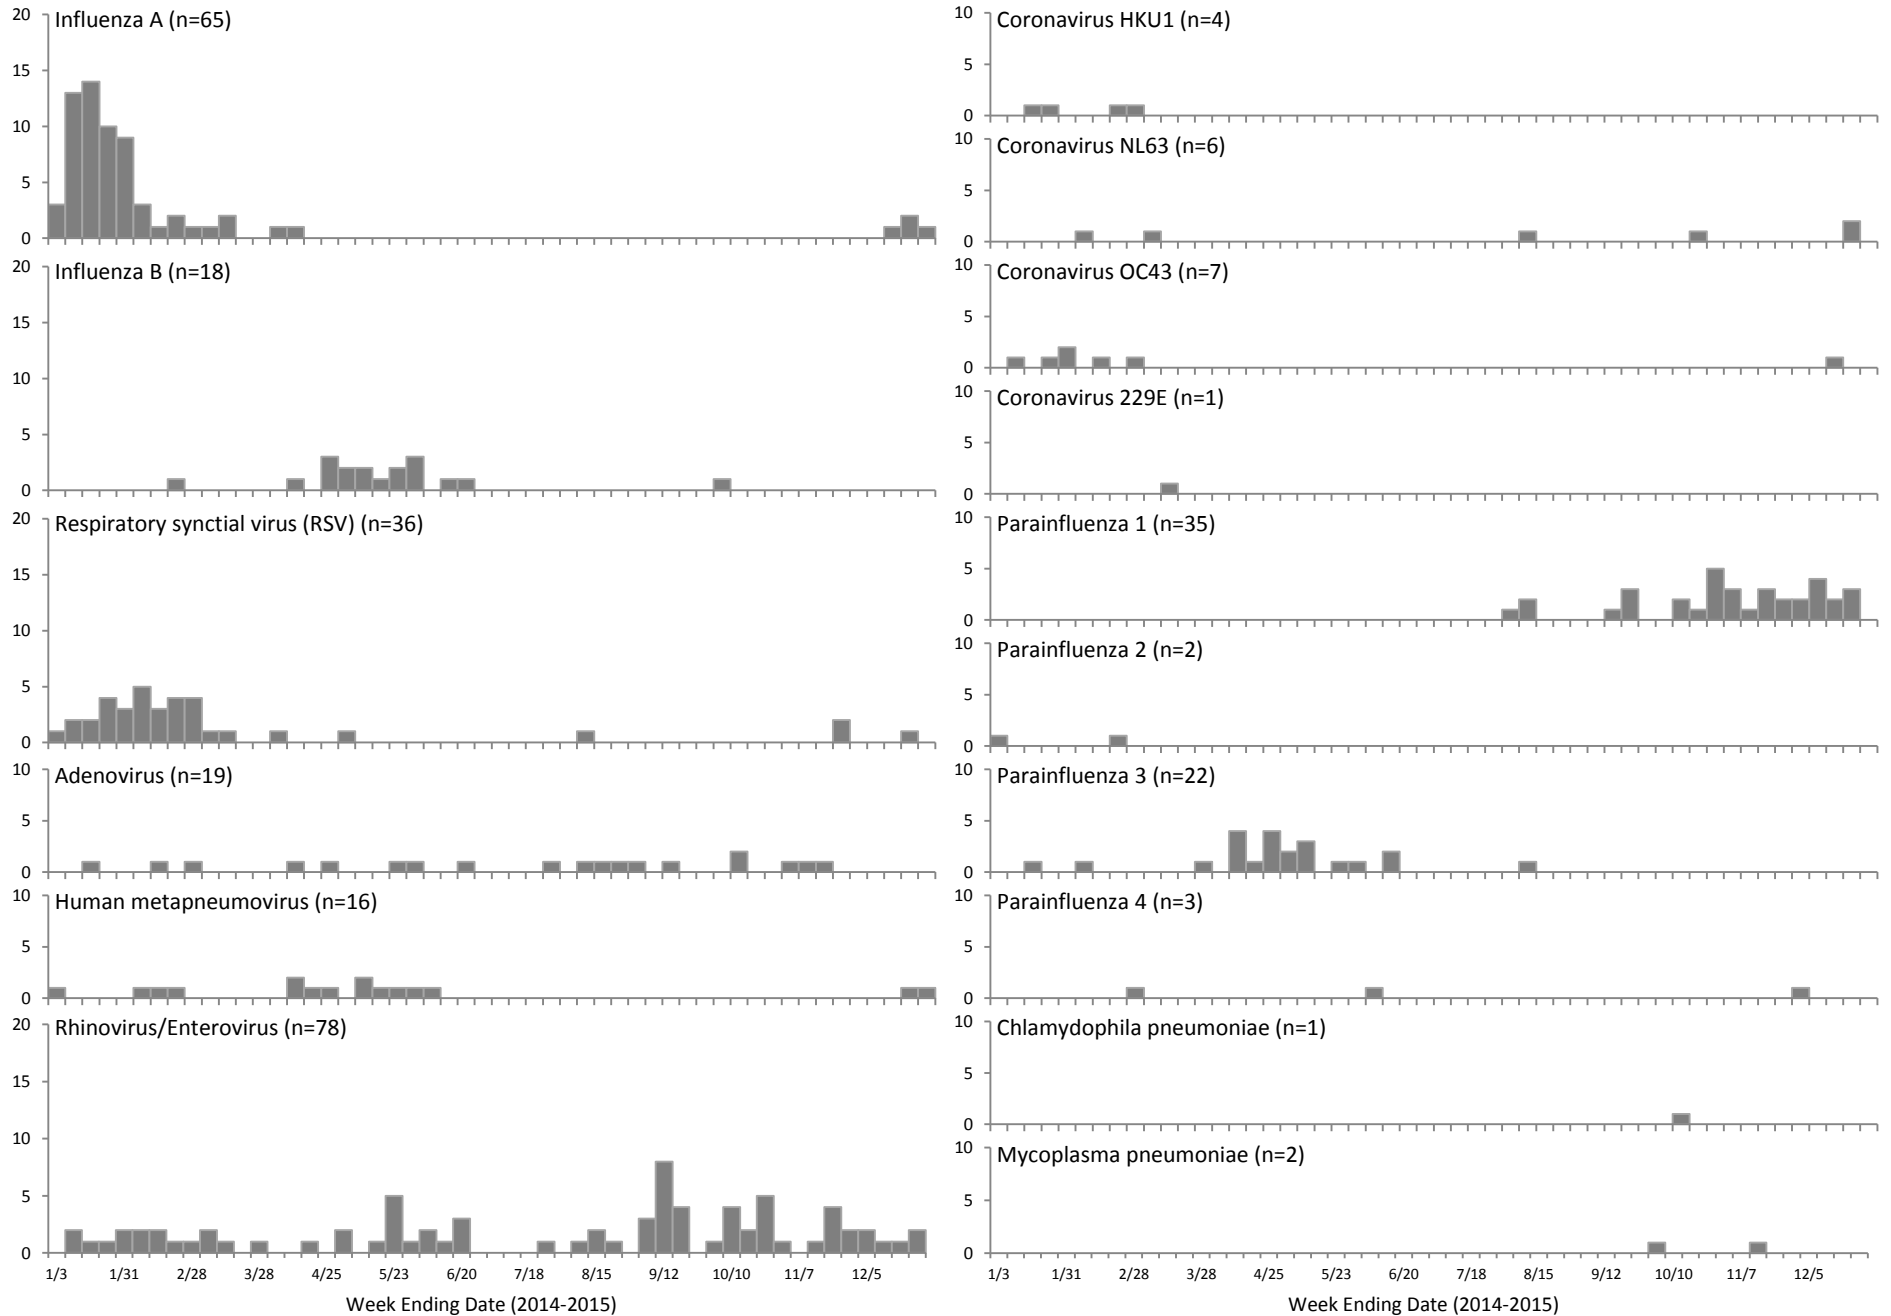 Influenza A (n=65)
20
15
10
5
0
Influenza B (n=18)
20
15
10
5
0
Respiratory synctial virus (RSV) (n=36)
20
15
10
5
0
Adenovirus (n=19)
10
5
0
Human metapneumovirus (n=16)
10
5
0
Rhinovirus/Enterovirus (n=78)
20
15
10
5
0
1/3 1/31 2/28 3/28 4/25 5/23 6/20 7/18 8/15 9/12 10/10 11/7 12/5
Week Ending Date (2014-2015)
Coronavirus HKU1 (n=4)
10
5
0
Coronavirus NL63 (n=6)
10
5
0
Coronavirus OC43 (n=7)
10
5
0
Coronavirus 229E (n=1)
10
5
0
Parainfluenza 1 (n=35)
10
5
0
Parainfluenza 2 (n=2)
10
5
0
Parainfluenza 3 (n=22)
10
5
0
Parainfluenza 4 (n=3)
10
5
0
Chlamydophila pneumoniae (n=1)
10
5
0
Mycoplasma pneumoniae (n=2)
10
5
0
1/3 1/31 2/28 3/28 4/25 5/23 6/20 7/18 8/15 9/12 10/10 11/7 12/5
Week Ending Date (2014-2015)